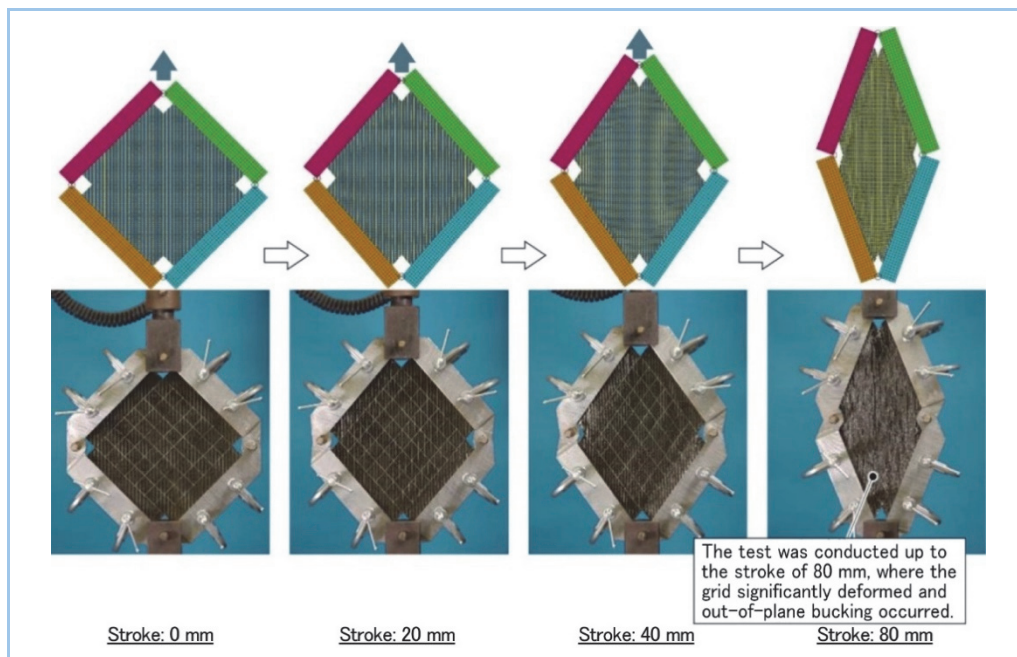 The test was conducted up to
the stroke of 80 mm, where the
grid significantly deformed and
out-of-plane bucking occurred.
Stroke: 0 mm
Stroke: 20 mm
Stroke: 40 mm
Stroke: 80 mm